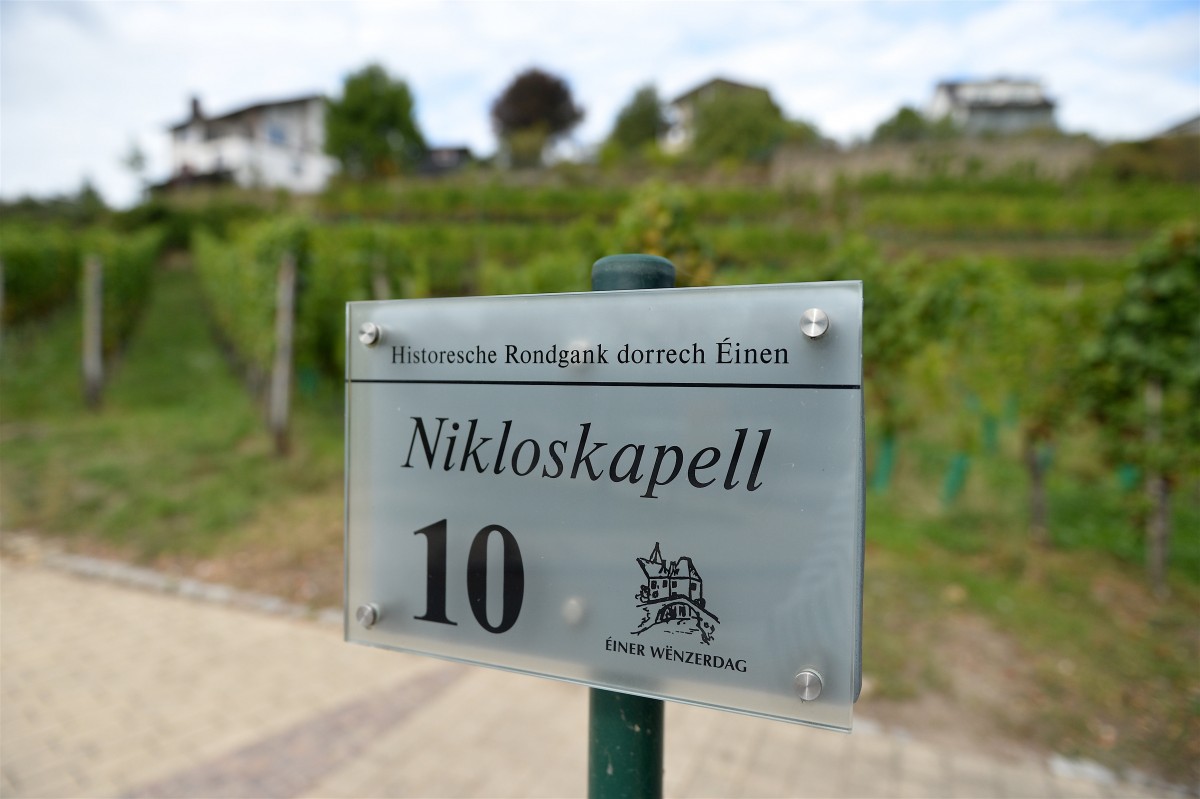 Historesche Rondgank dorrech Éinen
Nikloskapell
10
ÉINER WËNZERDAG